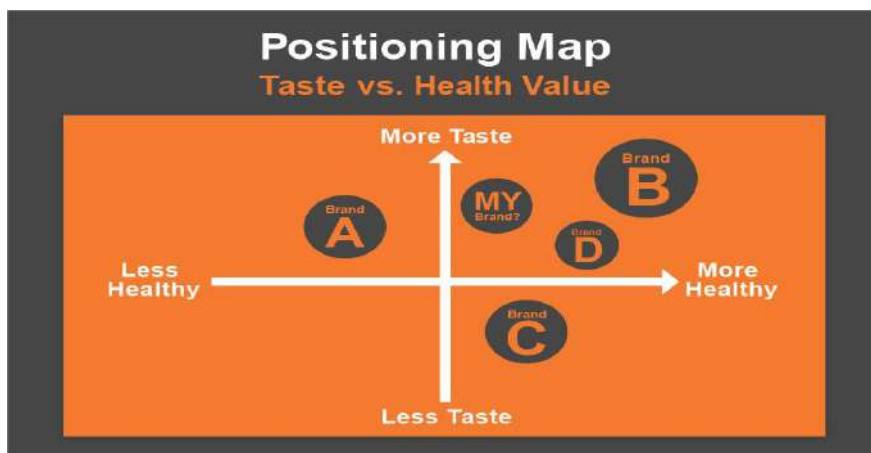 Positioning Map
Taste vs. Health Value
More Taste
Brand
B
MY
Brand?
Brand
A
Brand
D
Less
Healthy
More
Healthy
Brand
C
Less Taste